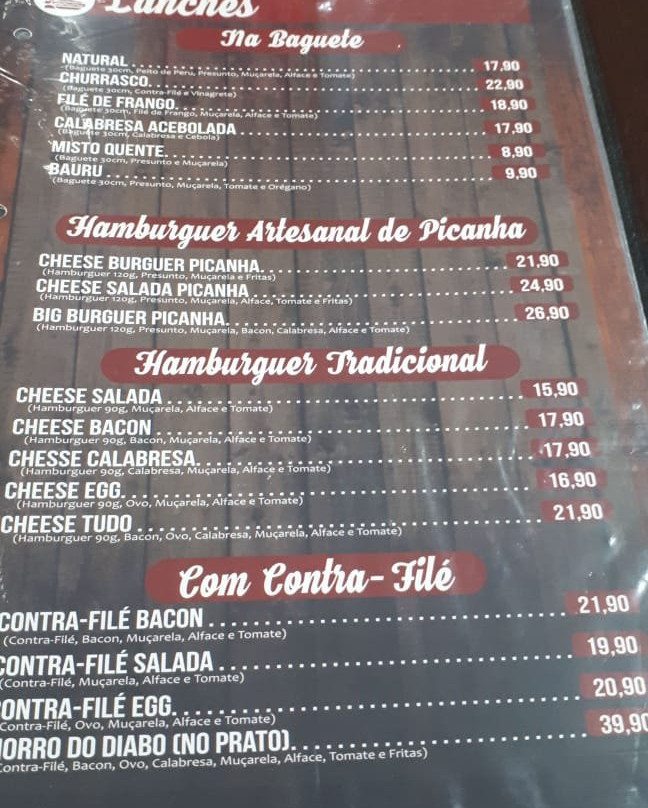 Lanches
Na Baguete
NATURAL 17,90
(Baguete 30cm, Peito de Peru, Presunto, Muçarela, Alface e Tomate)
CHURRASCO 22,90
(Baguete 30cm, Contra-Filé e Vinagrete)
FILÉ DE FRANGO 18,90
(Baguete 30cm, Filé de Frango, Muçarela, Alface e Tomate)
CALABRESA ACEBOLADA 17,90
(Baguete 30cm, Calabresa e Cebola)
MISTO QUENTE 8,90
(Baguete 30cm, Presunto e Muçarela)
BAURU 9,90
(Baguete 30cm, Presunto, Muçarela, Tomate e Orégano)
Hamburguer Artesanal de Picanha
CHEESE BURGUER PICANHA 21,90
(Hamburguer 120g, Presunto, Muçarela e Fritas)
CHEESE SALADA PICANHA 24,90
(Hamburguer 120g, Presunto, Muçarela, Alface, Tomate e Fritas)
BIG BURGUER PICANHA 26,90
(Hamburguer 120g, Presunto, Muçarela, Bacon, Calabresa, Alface e Tomate)
Hamburguer Tradicional
CHEESE SALADA 15,90
(Hamburguer 90g, Muçarela, Alface e Tomate)
CHEESE BACON 17,90
(Hamburguer 90g, Bacon, Muçarela, Alface e Tomate)
CHESSE CALABRESA 17,90
(Hamburguer 90g, Calabresa, Muçarela, Alface e Tomate)
CHEESE EGG 16,90
(Hamburguer 90g, Ovo, Muçarela, Alface e Tomate)
CHEESE TUDO 21,90
(Hamburguer 90g, Bacon, Ovo, Calabresa, Muçarela, Alface e Tomate)
Com Contra-Filé
CONTRA-FILÉ BACON 21,90
(Contra-Filé, Bacon, Muçarela, Alface e Tomate)
CONTRA-FILÉ SALADA 19,90
(Contra-Filé, Muçarela, Alface e Tomate)
ONTRA-FILÉ EGG 20,90
Contra-Filé, Ovo, Muçarela, Alface e Tomate)
ORRO DO DIABO (NO PRATO) 39,90
Contra-Filé, Bacon, Ovo, Calabresa, Muçarela, Alface, Tomate e Fritas)